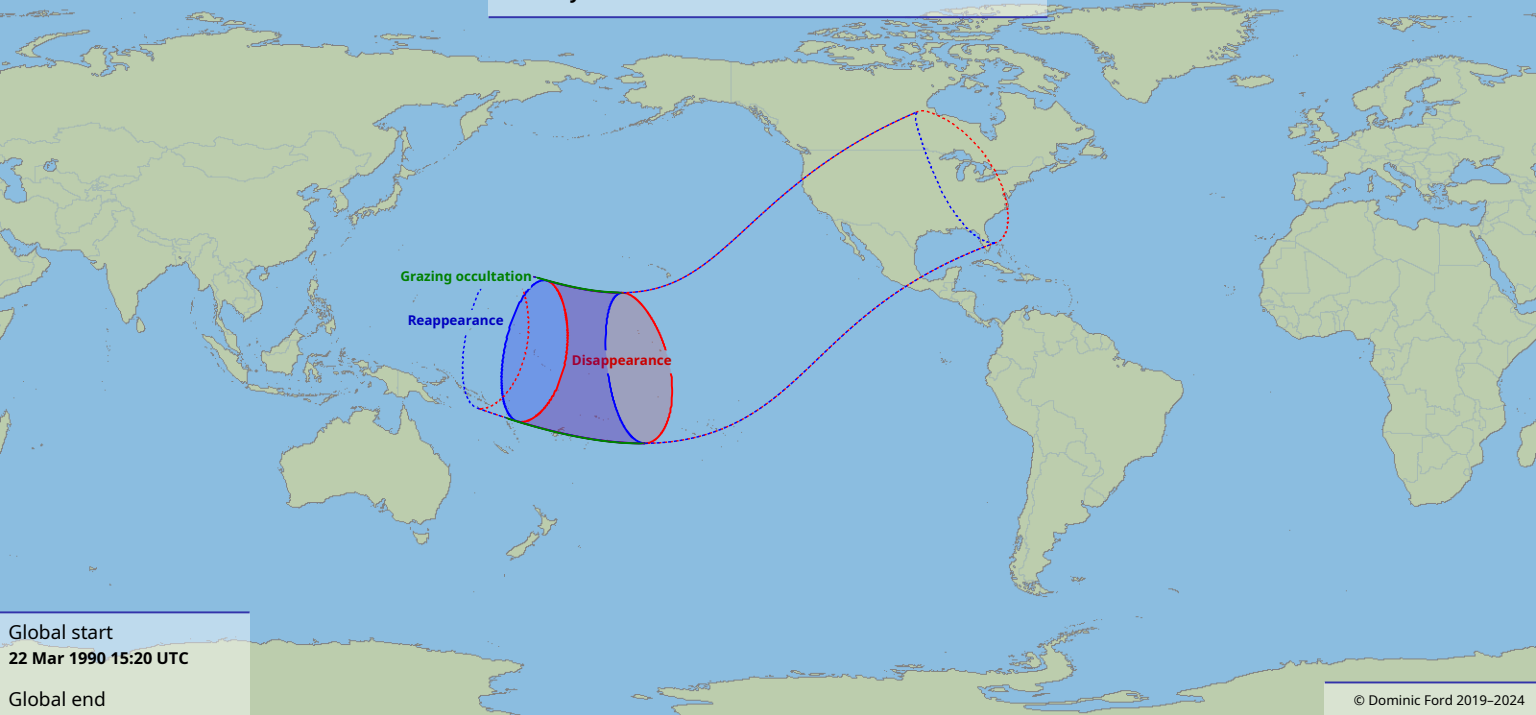 Grazing occultation
Reappearance
Disappearance
Global start
22 Mar 1990 15:20 UTC
Global end
© Dominic Ford 2019–2024